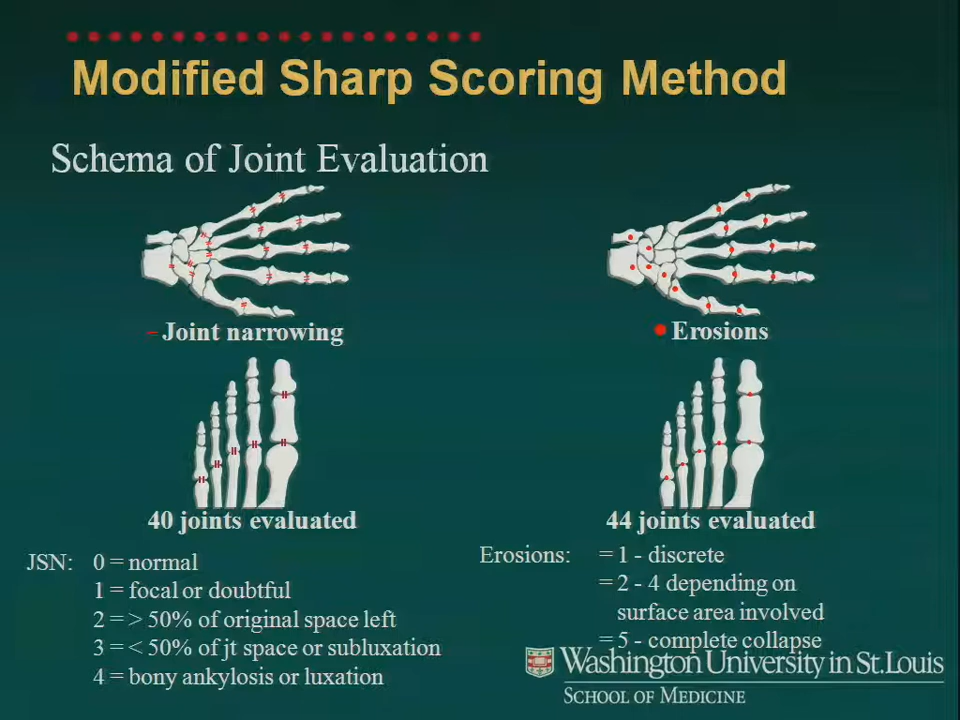 Modified Sharp Scoring Method
Schema of Joint Evaluation
Joint narrowing
Erosions
40 joints evaluated
44 joints evaluated
JSN: 0 = normal
1 = focal or doubtful
2 = > 50% of original space left
3 = < 50% of jt space or subluxation
4 = bony ankylosis or luxation
Erosions: = 1 - discrete
= 2 - 4 depending on
surface area involved
= 5 - complete collapse
Washington University in St. Louis
SCHOOL OF MEDICINE